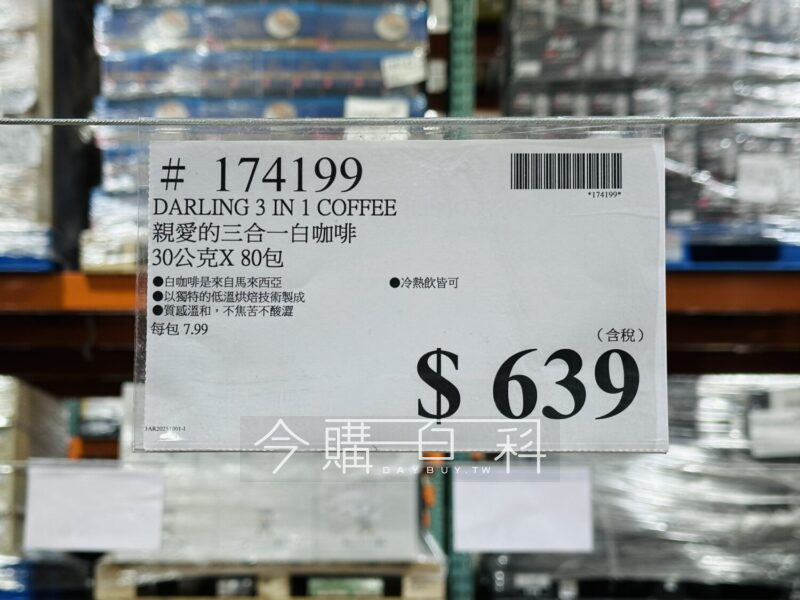 # 174199
*174199*
DARLING 3 IN 1 COFFEE
親愛的三合一白咖啡
30公克X 80包
●白咖啡是來自馬來西亞
●冷熱飲皆可
●以獨特的低溫烘焙技術製成
●質感溫和，不焦苦不酸澀
每包 7.99
（含稅）
$ 639
今購百科
DAYBUY.TW